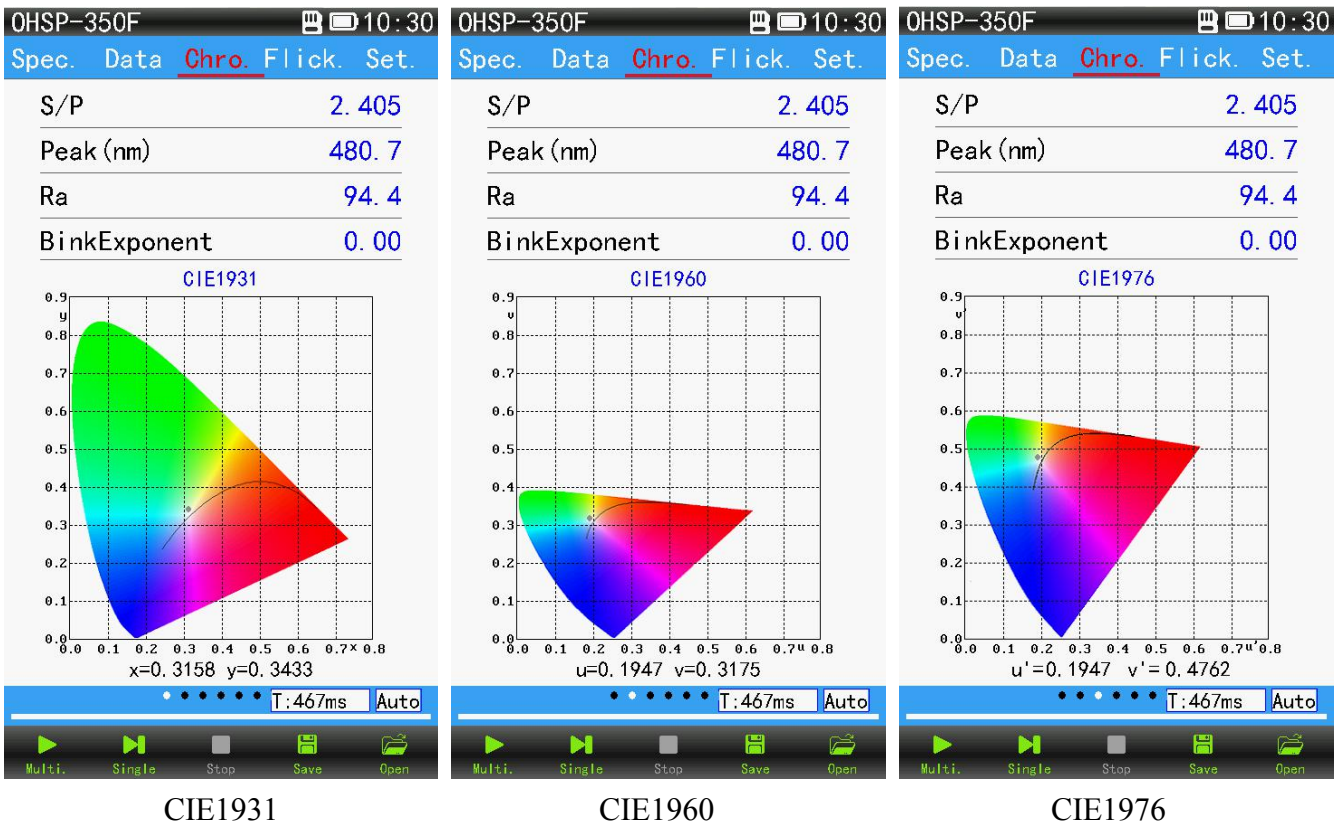 OHSP-350F 10:30
Spec. Data Chro. Flick. Set.
S/P 2.405
Peak(nm) 480.7
Ra 94.4
BinkExponent 0.00
CIE1931
0.9
y
0.8
0.7
0.6
0.5
0.4
0.3
0.2
0.1
0.0
0.0 0.1 0.2 0.3 0.4 0.5 0.6 0.7 x 0.8
x=0.3158 y=0.3433
T:467ms Auto
Multi. Single Stop Save Open
CIE1931
OHSP-350F 10:30
Spec. Data Chro. Flick. Set.
S/P 2.405
Peak(nm) 480.7
Ra 94.4
BinkExponent 0.00
CIE1960
0.9
v
0.8
0.7
0.6
0.5
0.4
0.3
0.2
0.1
0.0
0.0 0.1 0.2 0.3 0.4 0.5 0.6 0.7 u 0.8
u=0.1947 v=0.3175
T:467ms Auto
Multi. Single Stop Save Open
CIE1960
OHSP-350F 10:30
Spec. Data Chro. Flick. Set.
S/P 2.405
Peak(nm) 480.7
Ra 94.4
BinkExponent 0.00
CIE1976
0.9
v'
0.8
0.7
0.6
0.5
0.4
0.3
0.2
0.1
0.0
0.0 0.1 0.2 0.3 0.4 0.5 0.6 0.7 u' 0.8
u'=0.1947 v'=0.4762
T:467ms Auto
Multi. Single Stop Save Open
CIE1976